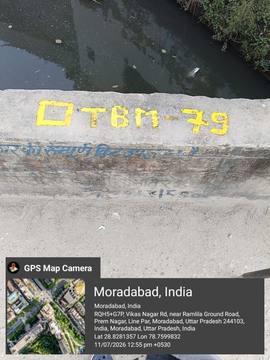 TBM-79
GPS Map Camera
Moradabad, India
Moradabad, India
RQH5+G7P, Vikas Nagar Rd, near Ramlila Ground Road,
Prem Nagar, Line Par, Moradabad, Uttar Pradesh 244103,
India, Moradabad, Uttar Pradesh, India
Lat 28.8281357 Lon 78.7599832
11/07/2026 12:55 pm +0530